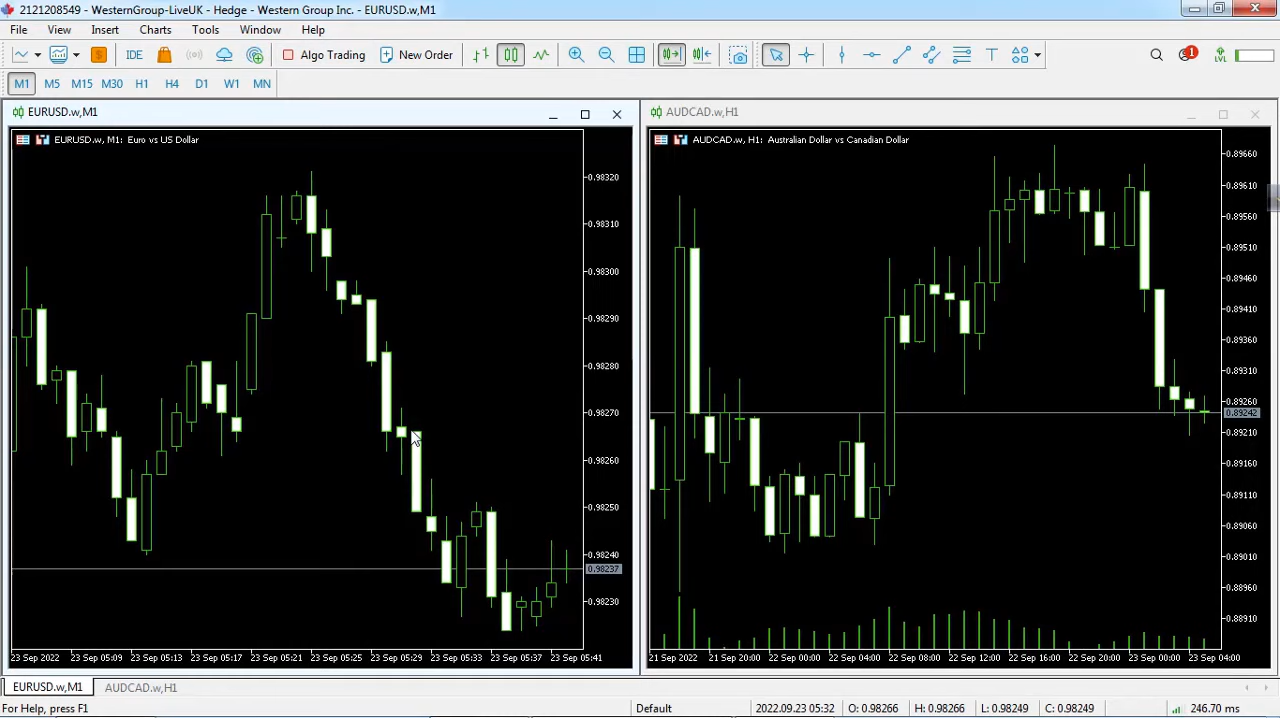 2121208549 - WesternGroup-LiveUK - Hedge - Western Group Inc. - EURUSD.w,M1
File View Insert Charts Tools Window Help
IDE Algo Trading New Order 1 LVL
M1 M5 M15 M30 H1 H4 D1 W1 MN
EURUSD.w,M1
EURUSD.w, M1: Euro vs US Dollar
0.98320
0.98310
0.98300
0.98290
0.98280
0.98270
0.98260
0.98250
0.98240
0.98237
0.98230
23 Sep 2022 23 Sep 05:09 23 Sep 05:13 23 Sep 05:17 23 Sep 05:21 23 Sep 05:25 23 Sep 05:29 23 Sep 05:33 23 Sep 05:37 23 Sep 05:41
AUDCAD.w,H1
AUDCAD.w, H1: Australian Dollar vs Canadian Dollar
0.89660
0.89610
0.89560
0.89510
0.89460
0.89410
0.89360
0.89310
0.89260
0.89242
0.89210
0.89160
0.89110
0.89060
0.89010
0.88960
0.88910
21 Sep 2022 21 Sep 20:00 22 Sep 00:00 22 Sep 04:00 22 Sep 08:00 22 Sep 12:00 22 Sep 16:00 22 Sep 20:00 23 Sep 00:00 23 Sep 04:00
EURUSD.w,M1 AUDCAD.w,H1
For Help, press F1 Default 2022.09.23 05:32 O: 0.98266 H: 0.98266 L: 0.98249 C: 0.98249 246.70 ms